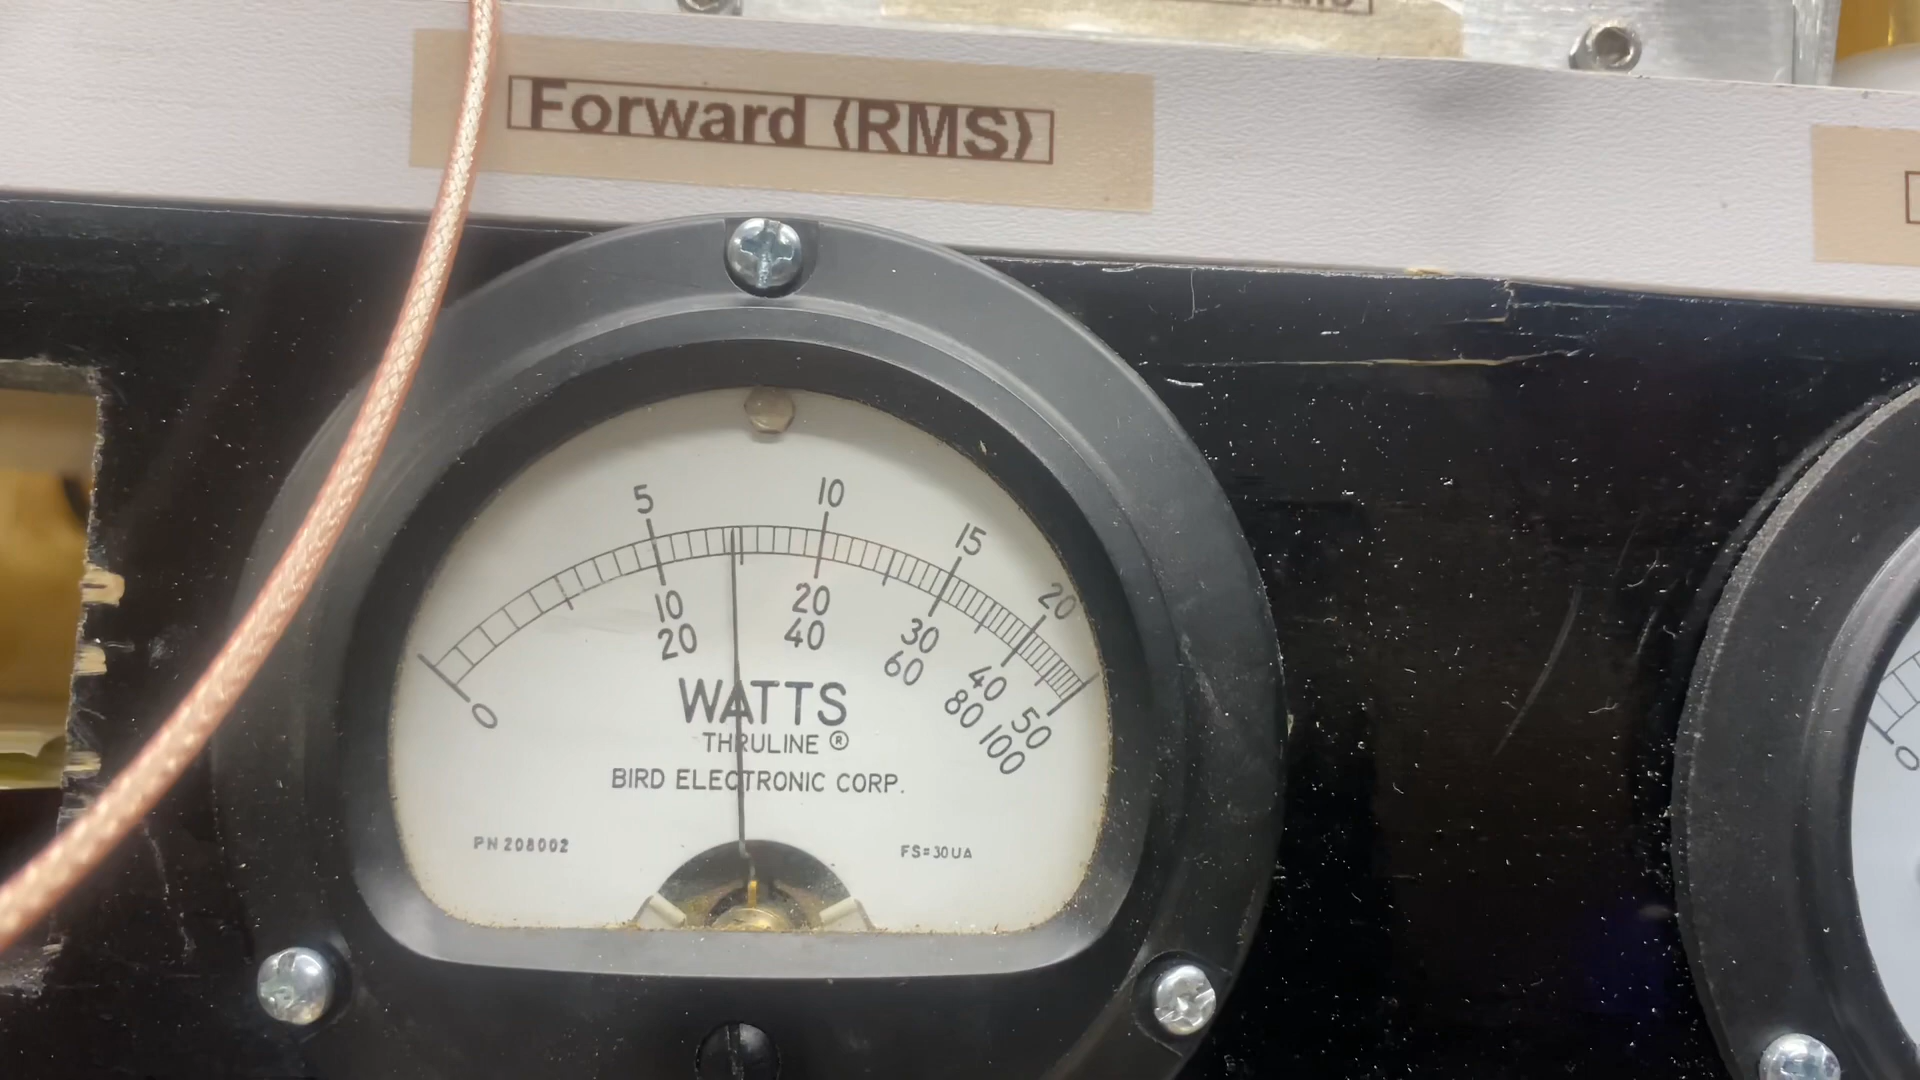 Forward (RMS)
5 10 15 20
10 20 30 40 50
20 40 60 80 100
0
WATTS
THRULINE ®
BIRD ELECTRONIC CORP.
PN 208002 FS=30UA
0